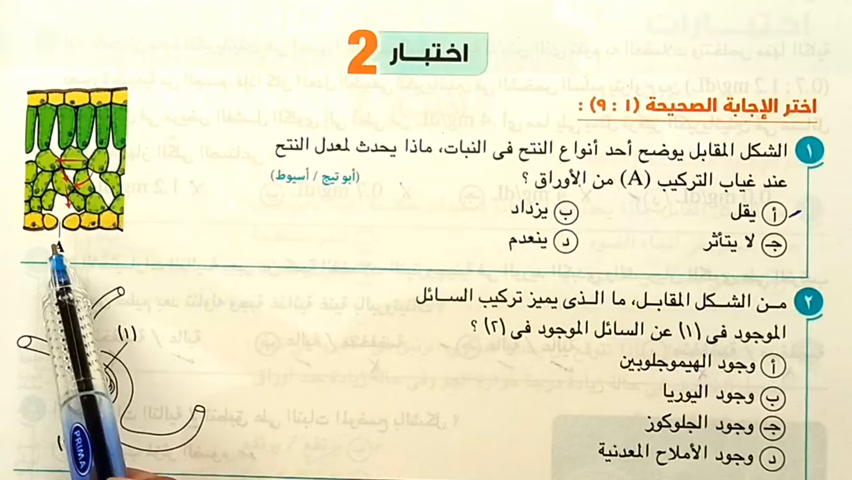 اختبار 2
اختر الإجابة الصحيحة (١ : ٩) :
١ الشكل المقابل يوضح أحد أنواع النتح فى النبات، ماذا يحدث لمعدل النتح
عند غياب التركيب (A) من الأوراق ؟ (أبو تيج / أسيوط)
أ يقل ب يزداد
ج لا يتأثر د ينعدم
٢ من الشكل المقابل، ما الذى يميز تركيب السائل
الموجود فى (١) عن السائل الموجود فى (٢) ؟
أ وجود الهيموجلوبين
ب وجود اليوريا
ج وجود الجلوكوز
د وجود الأملاح المعدنية
(١)
PRIMA